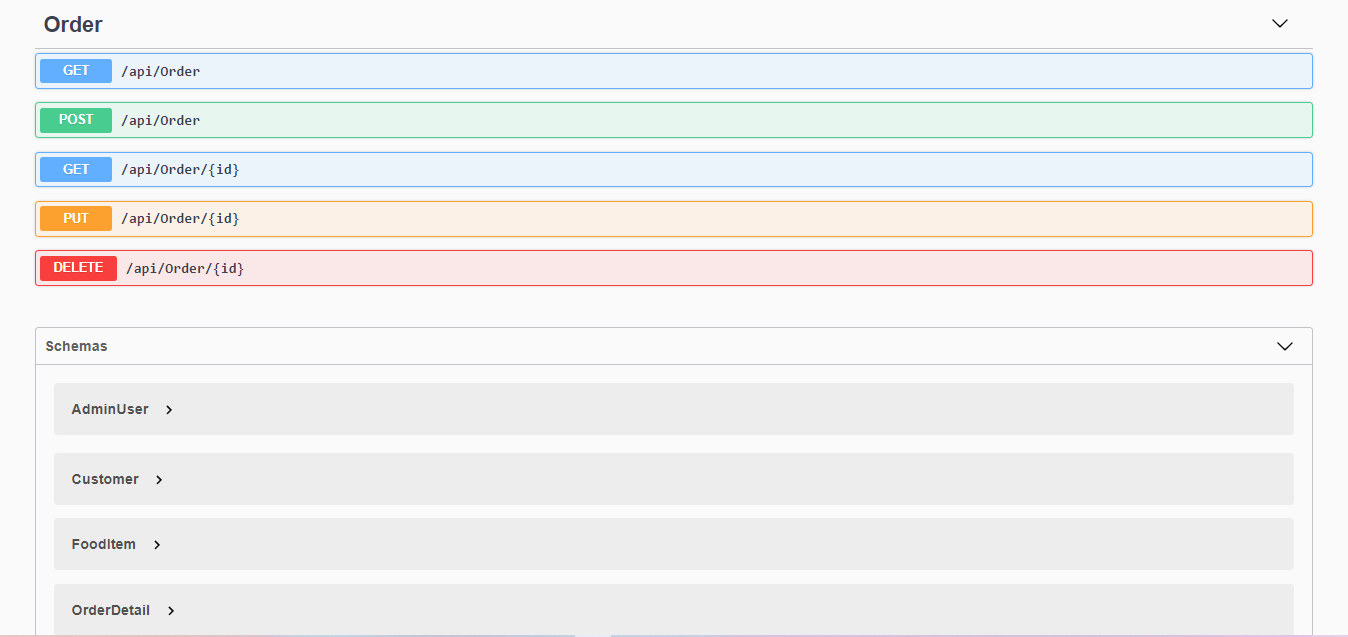 Order
GET /api/Order
POST /api/Order
GET /api/Order/{id}
PUT /api/Order/{id}
DELETE /api/Order/{id}
Schemas
AdminUser
Customer
FoodItem
OrderDetail